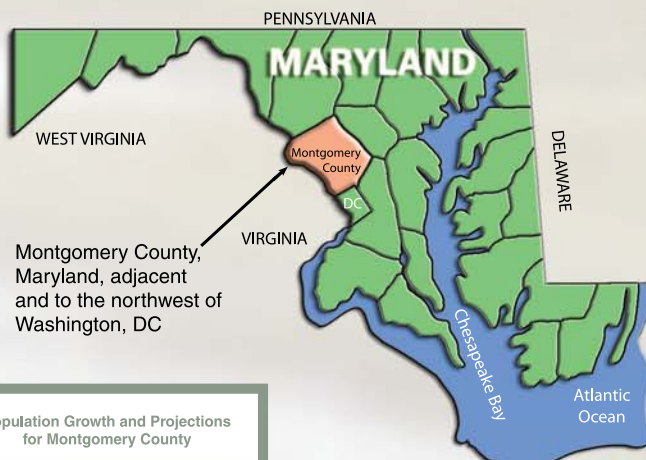 PENNSYLVANIA
MARYLAND
WEST VIRGINIA
Montgomery
County
DELAWARE
DC
VIRGINIA
Montgomery County,
Maryland, adjacent
and to the northwest of
Washington, DC
Chesapeake Bay
Atlantic
Ocean
opulation Growth and Projections
for Montgomery County